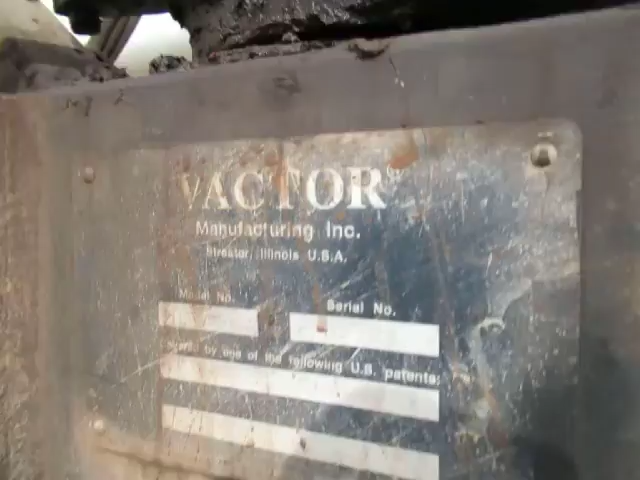 VACTOR
Manufacturing Inc.
Streator, Illinois U.S.A.
Model No.
Serial No.
by one of the following U.S. patents: